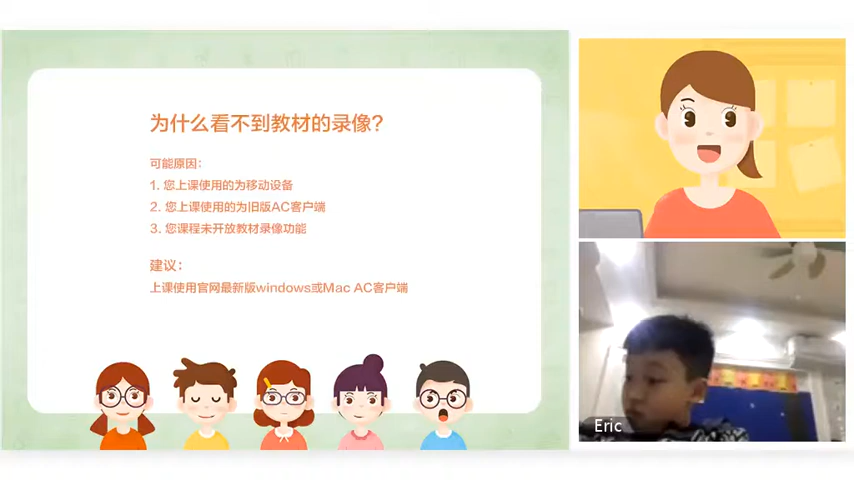 为什么看不到教材的录像？
可能原因：
1. 您上课使用的为移动设备
2. 您上课使用的为旧版AC客户端
3. 您课程未开放教材录像功能
建议：
上课使用官网最新版windows或Mac AC客户端
Eric